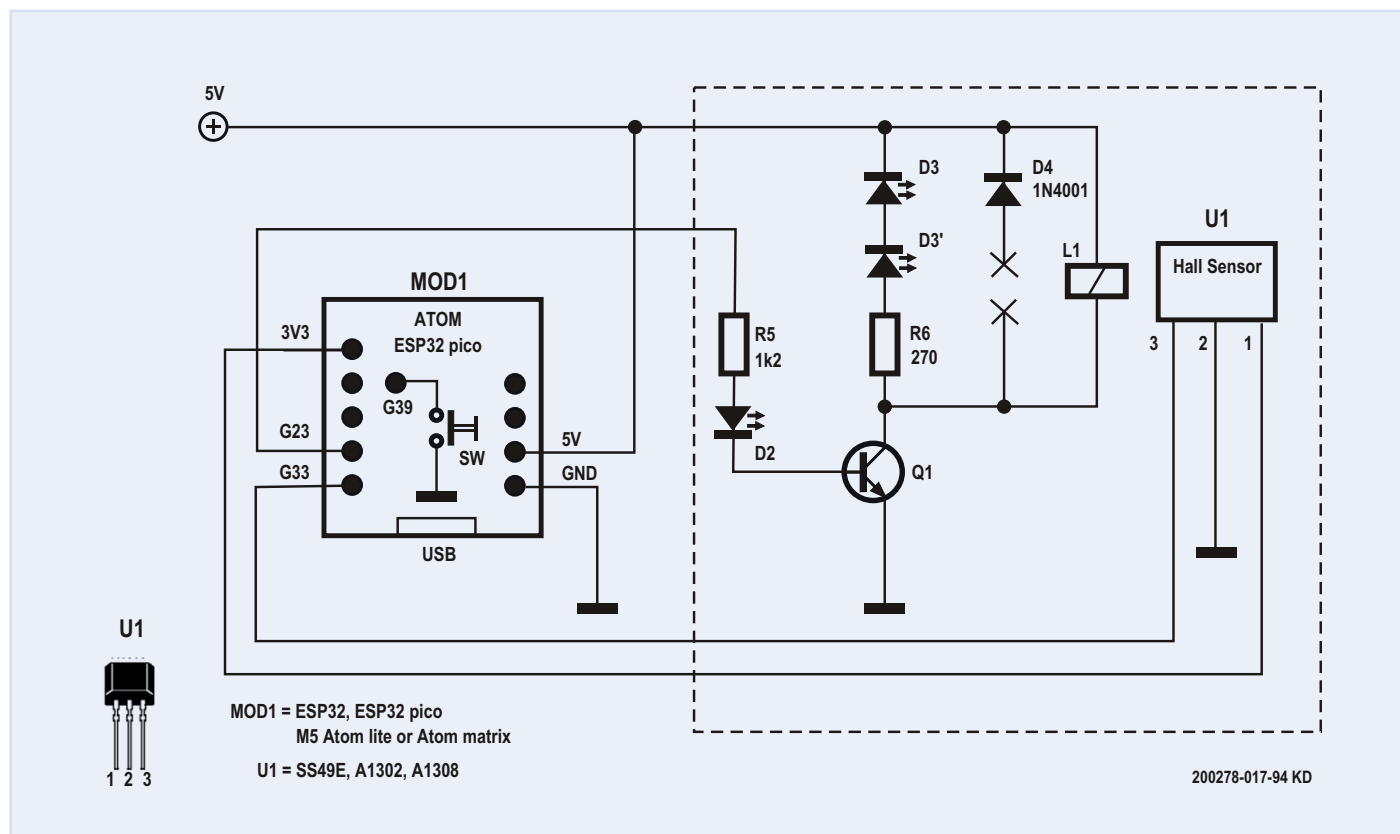 5V
D3
D4
1N4001
U1
D3'
L1
Hall Sensor
MOD1
ATOM
ESP32 pico
3V3
R5
1k2
R6
270
3 2 1
G39
G23
SW
5V
D2
G33
GND
Q1
USB
U1
MOD1 = ESP32, ESP32 pico
M5 Atom lite or Atom matrix
U1 = SS49E, A1302, A1308
1 2 3
200278-017-94 KD